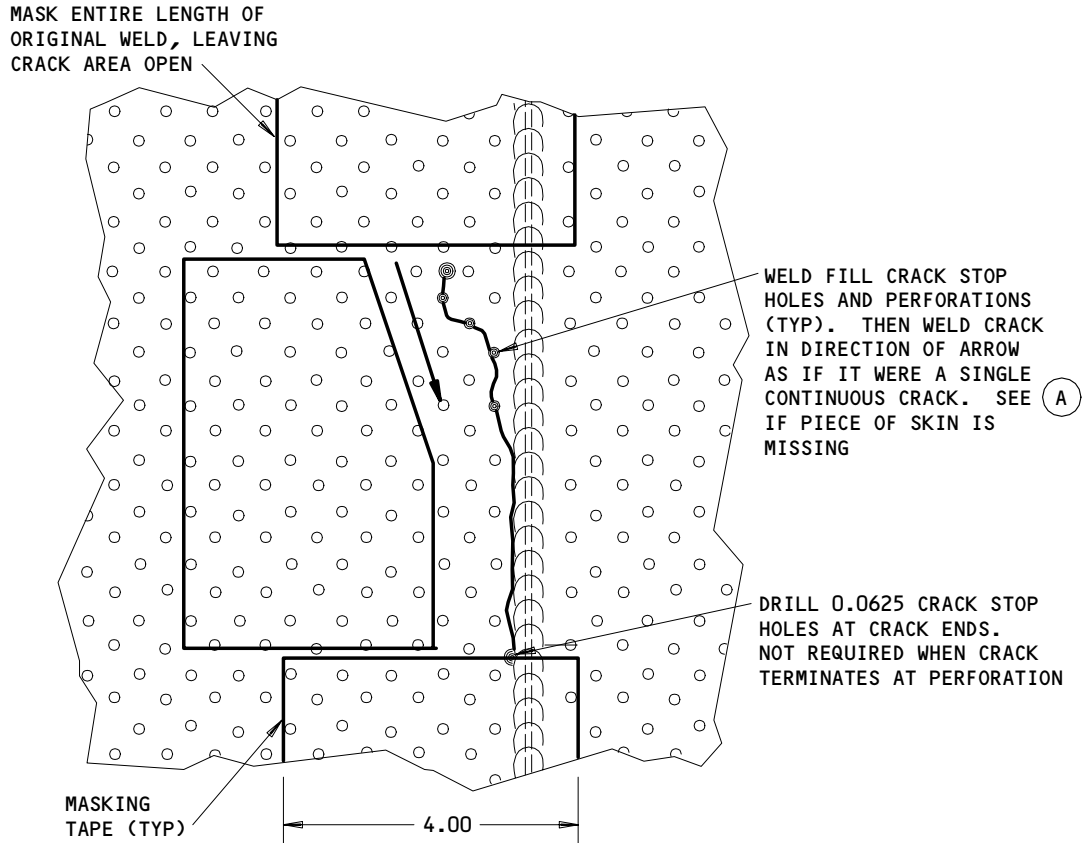 MASK ENTIRE LENGTH OF
ORIGINAL WELD, LEAVING
CRACK AREA OPEN
WELD FILL CRACK STOP
HOLES AND PERFORATIONS
(TYP). THEN WELD CRACK
IN DIRECTION OF ARROW
AS IF IT WERE A SINGLE
CONTINUOUS CRACK. SEE A
IF PIECE OF SKIN IS
MISSING
DRILL 0.0625 CRACK STOP
HOLES AT CRACK ENDS.
NOT REQUIRED WHEN CRACK
TERMINATES AT PERFORATION
MASKING
TAPE (TYP)
4.00